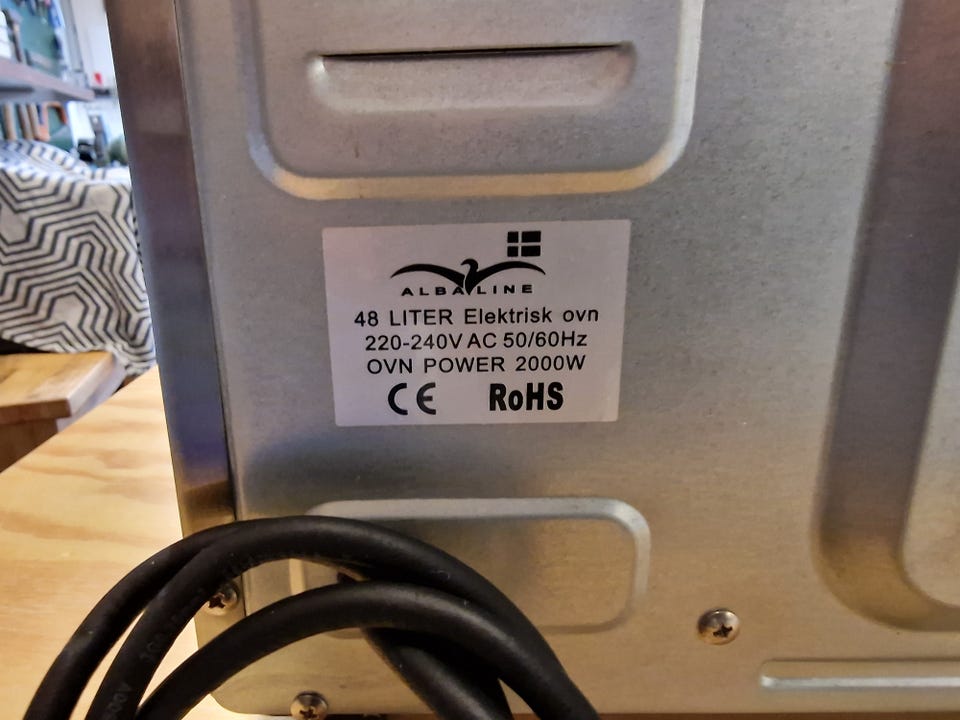 ALBALINE
48 LITER Elektrisk ovn
220-240V AC 50/60Hz
OVN POWER 2000W
CE RoHS